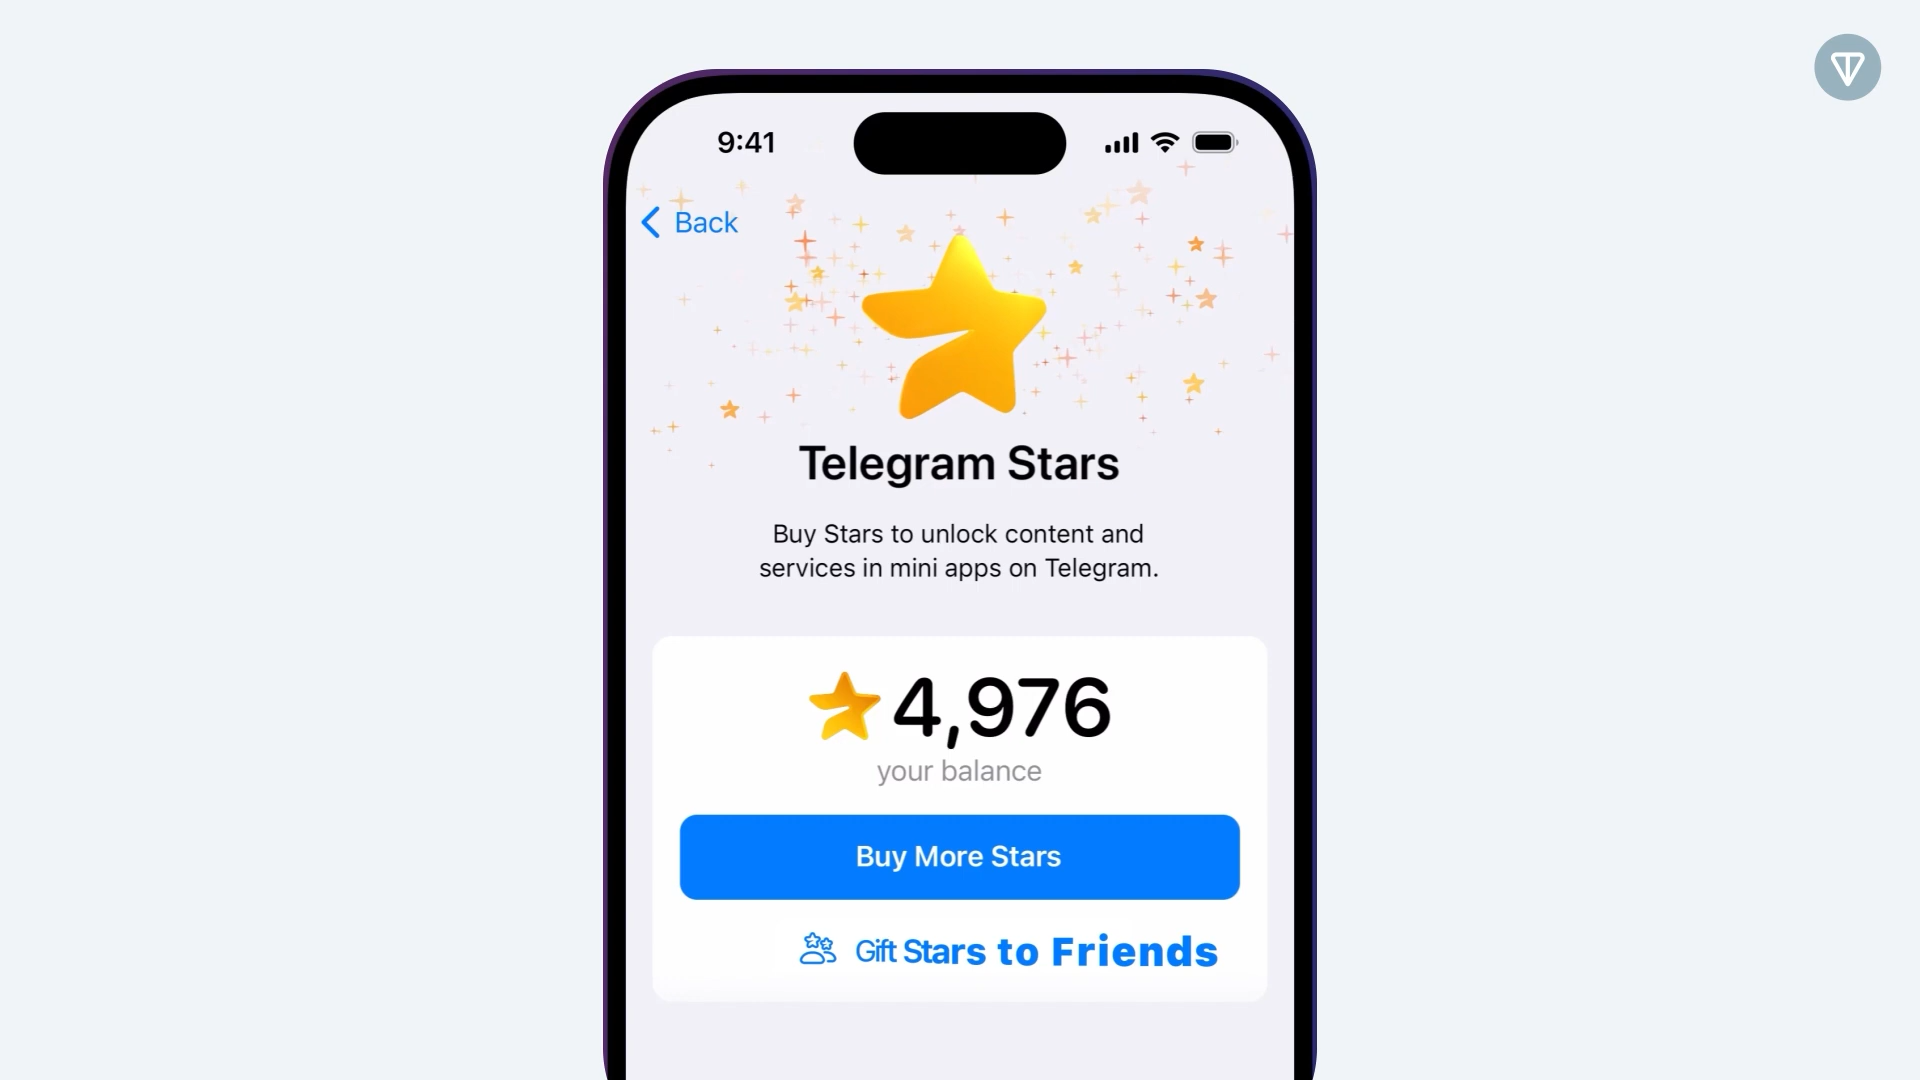 9:41
Back
Telegram Stars
Buy Stars to unlock content and
services in mini apps on Telegram.
4,976
your balance
Buy More Stars
Gift Stars to Friends